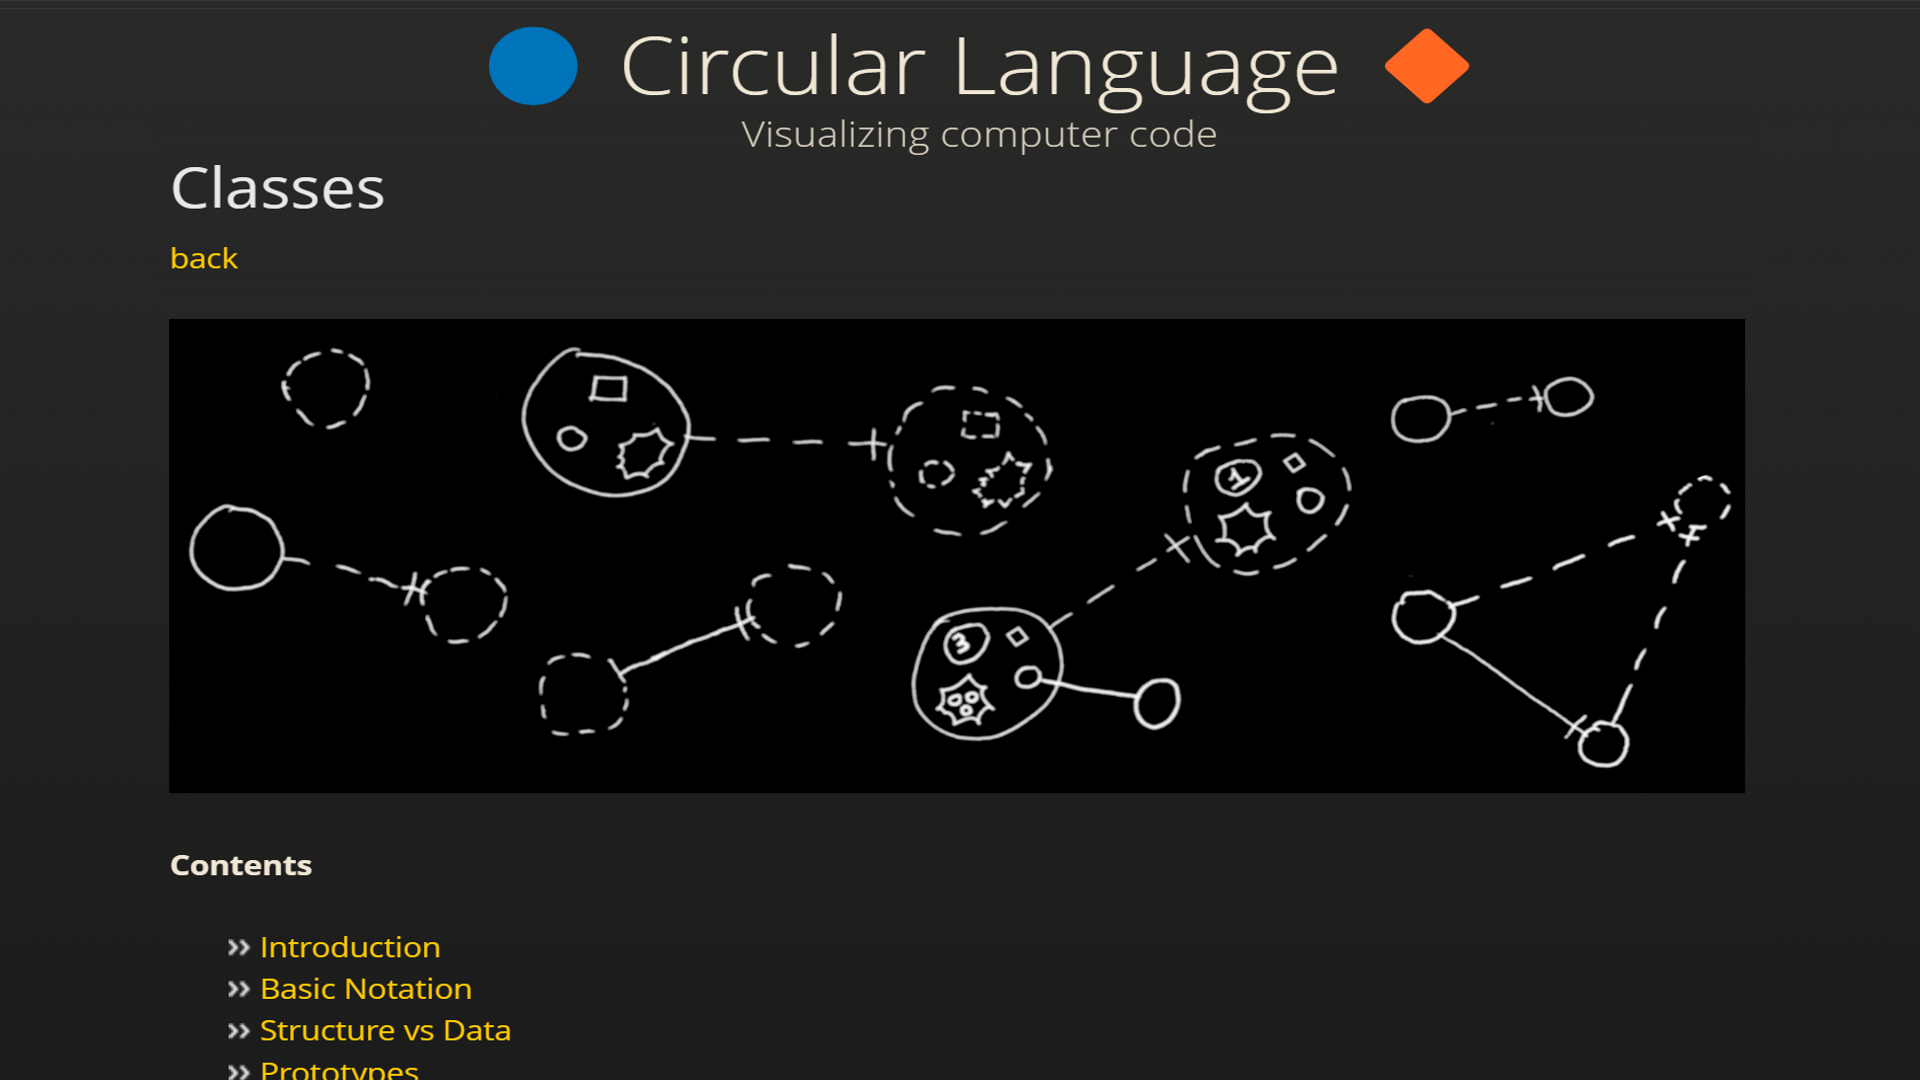 Circular Language
Visualizing computer code
Classes
back
1
3
Contents
Introduction
Basic Notation
Structure vs Data
Prototypes